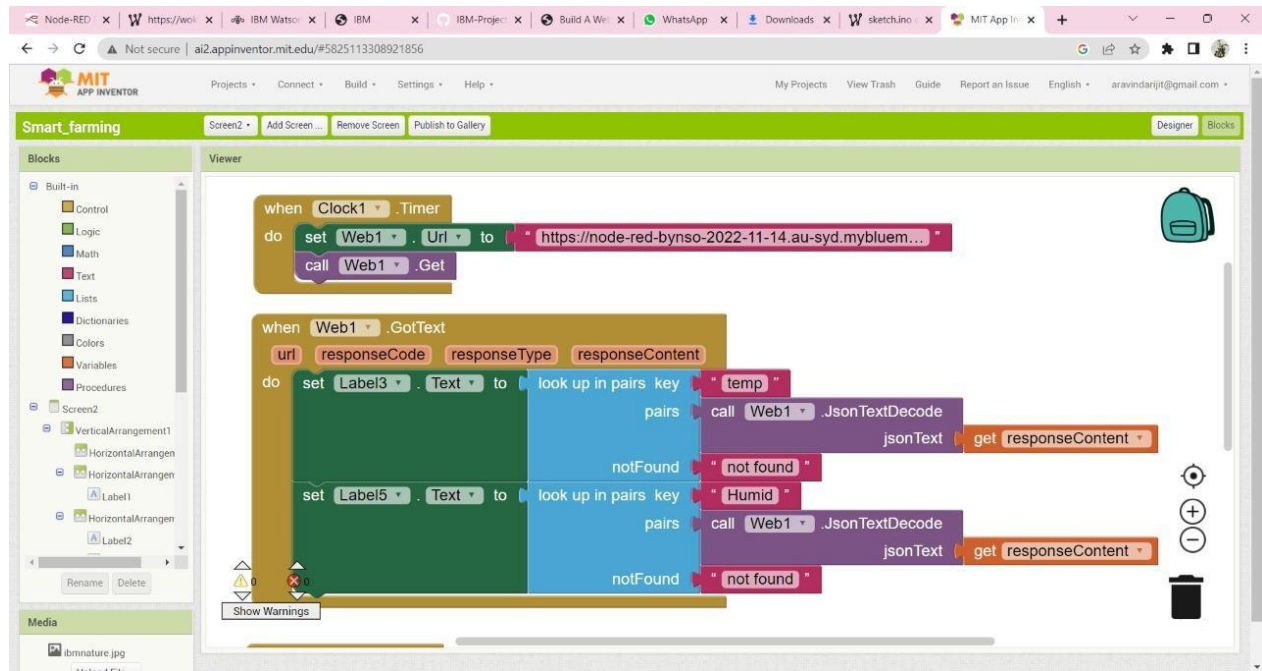 Node-RED
https://wok
IBM Watson
IBM
IBM-Project
Build A We
WhatsApp
Downloads
sketch.ino
MIT App In
Not secure | ai2.appinventor.mit.edu/#5825113308921856
MIT
APP INVENTOR
Projects
Connect
Build
Settings
Help
My Projects
View Trash
Guide
Report an Issue
English
aravindarijit@gmail.com
Smart_farming
Screen2
Add Screen ...
Remove Screen
Publish to Gallery
Designer
Blocks
Blocks
Built-in
Control
Logic
Math
Text
Lists
Dictionaries
Colors
Variables
Procedures
Screen2
VerticalArrangement1
HorizontalArrangen
HorizontalArrangen
Label1
HorizontalArrangen
Label2
Rename
Delete
Media
ibmnature.jpg
Viewer
when Clock1 .Timer
do set Web1 . Url to " https://node-red-bynso-2022-11-14.au-syd.mybluem… "
call Web1 .Get
when Web1 .GotText
url responseCode responseType responseContent
do set Label3 . Text to look up in pairs key " temp "
pairs call Web1 .JsonTextDecode
jsonText get responseContent
notFound " not found "
set Label5 . Text to look up in pairs key " Humid "
pairs call Web1 .JsonTextDecode
jsonText get responseContent
notFound " not found "
0 0
Show Warnings